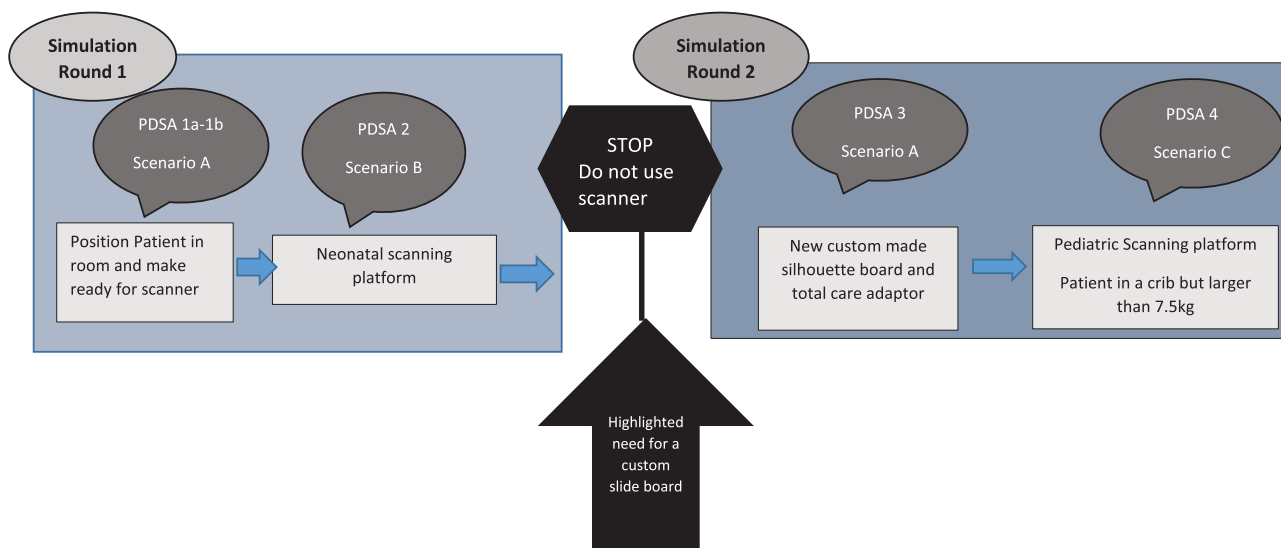 Simulation
Round 1
PDSA 1a-1b
Scenario A
PDSA 2
Scenario B
Position Patient in
room and make
ready for scanner
Neonatal scanning
platform
STOP
Do not use
scanner
Highlighted
need for a
custom
slide board
Simulation
Round 2
PDSA 3
Scenario A
PDSA 4
Scenario C
New custom made
silhouette board and
total care adaptor
Pediatric Scanning platform
Patient in a crib but larger
than 7.5kg